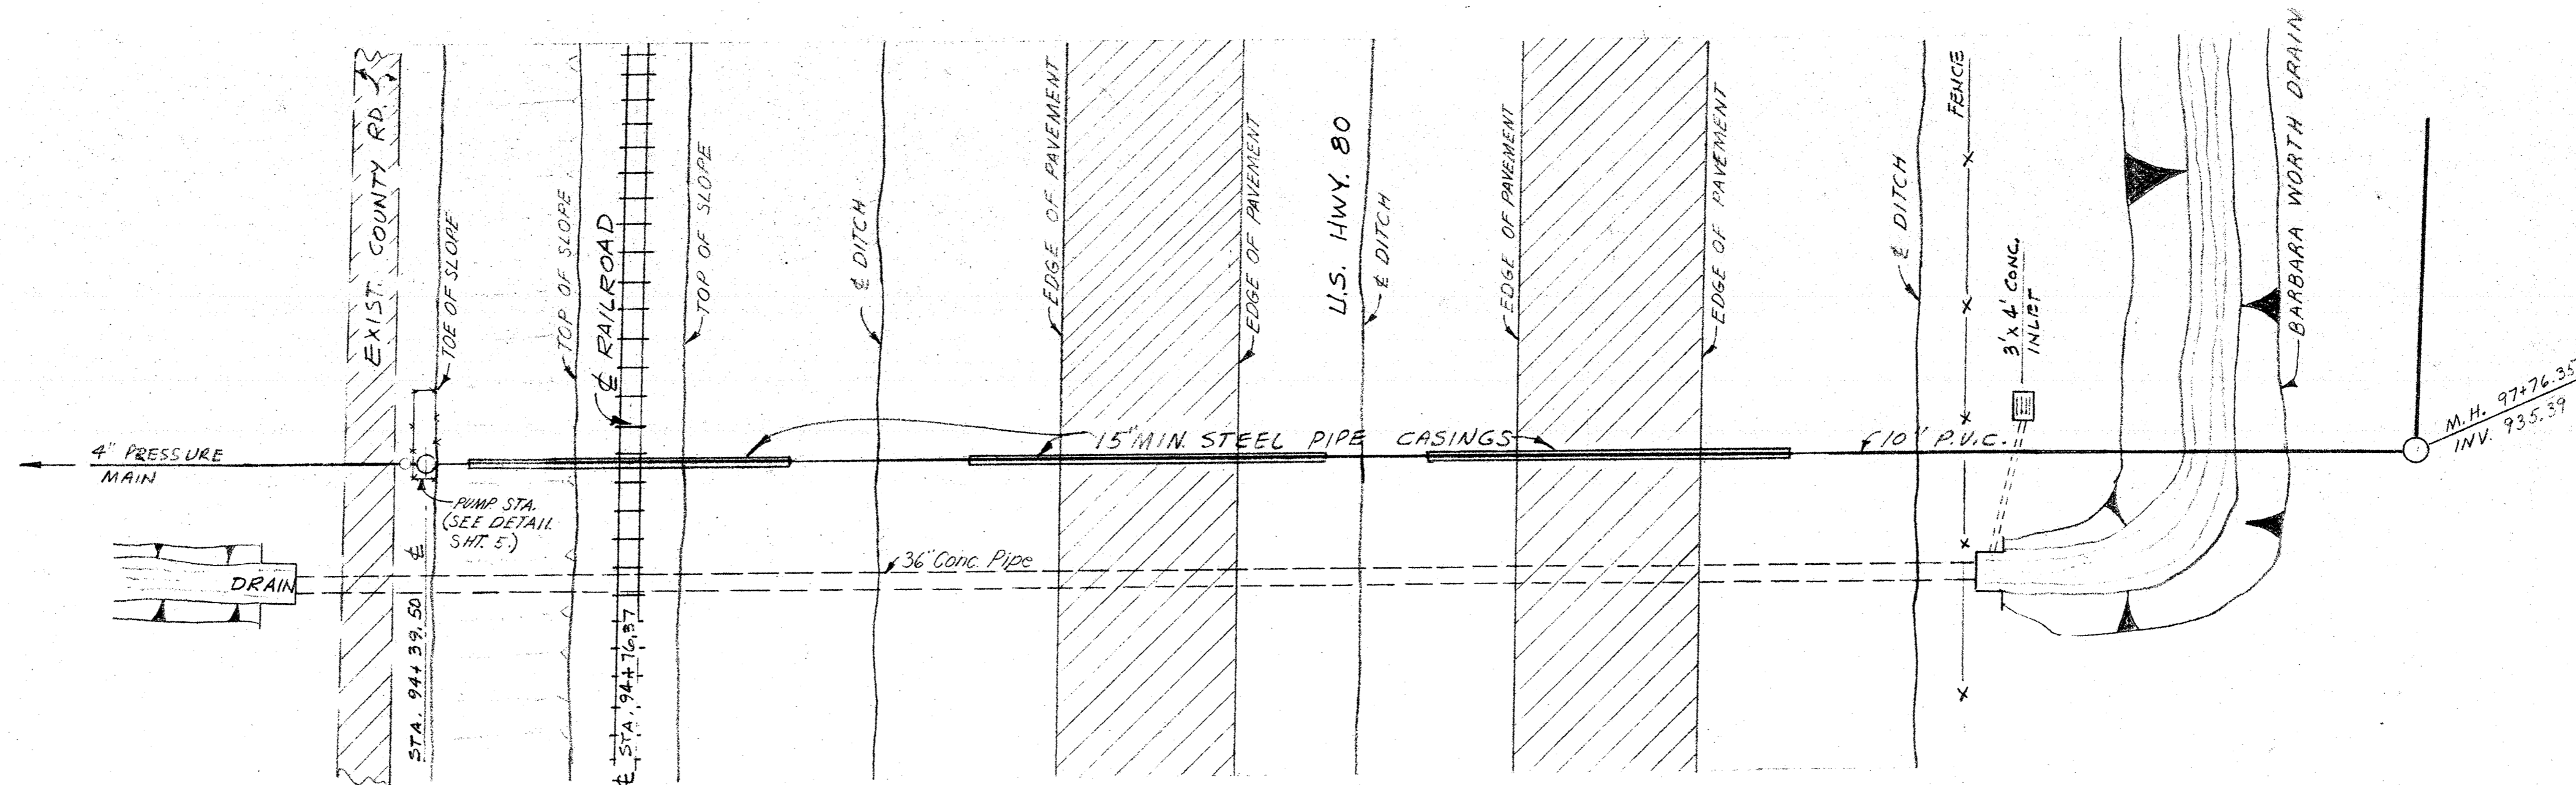 EXIST. COUNTY RD.
TOE OF SLOPE
TOP OF SLOPE
℄ RAILROAD
TOP OF SLOPE
℄ DITCH
EDGE OF PAVEMENT
EDGE OF PAVEMENT
U.S. HWY. 80
℄ DITCH
EDGE OF PAVEMENT
EDGE OF PAVEMENT
℄ DITCH
FENCE
3'x4' CONC.
INLET
BARBARA WORTH DRAIN
M.H. 97+76.35
INV. 935.39
4" PRESSURE
MAIN
15" MIN. STEEL PIPE CASINGS
10" P.V.C.
PUMP STA.
(SEE DETAIL
SHT. 5.)
DRAIN
36" Conc. Pipe
STA. 94+39.50 ℄
℄ STA. 94+76.37